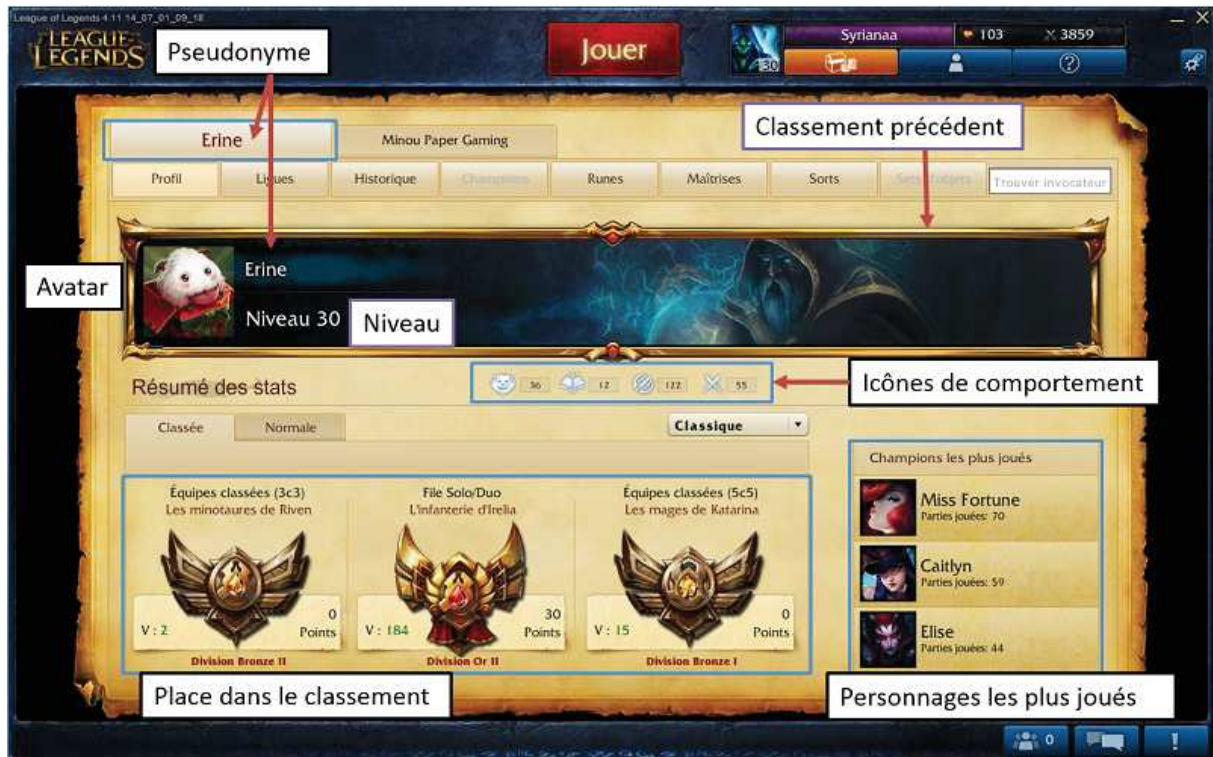 League of Legends 4.11 14_07_01_09_18
LEAGUE OF LEGENDS
Pseudonyme
Jouer
30
Syrianaa
103
3859
Classement précédent
Erine
Minou Paper Gaming
Profil
Ligues
Historique
Champions
Runes
Maîtrises
Sorts
Sets d'objets
Trouver invocateur
Avatar
Erine
Niveau 30
Niveau
Résumé des stats
36
12
122
55
Icônes de comportement
Classée
Normale
Classique
Champions les plus joués
Équipes classées (3c3)
Les minotaures de Riven
V : 2
0
Points
Division Bronze II
File Solo/Duo
L'infanterie d'Irelia
V : 184
30
Points
Division Or II
Équipes classées (5c5)
Les mages de Katarina
V : 15
0
Points
Division Bronze I
Miss Fortune
Parties jouées: 70
Caitlyn
Parties jouées: 59
Elise
Parties jouées: 44
Place dans le classement
Personnages les plus joués
0